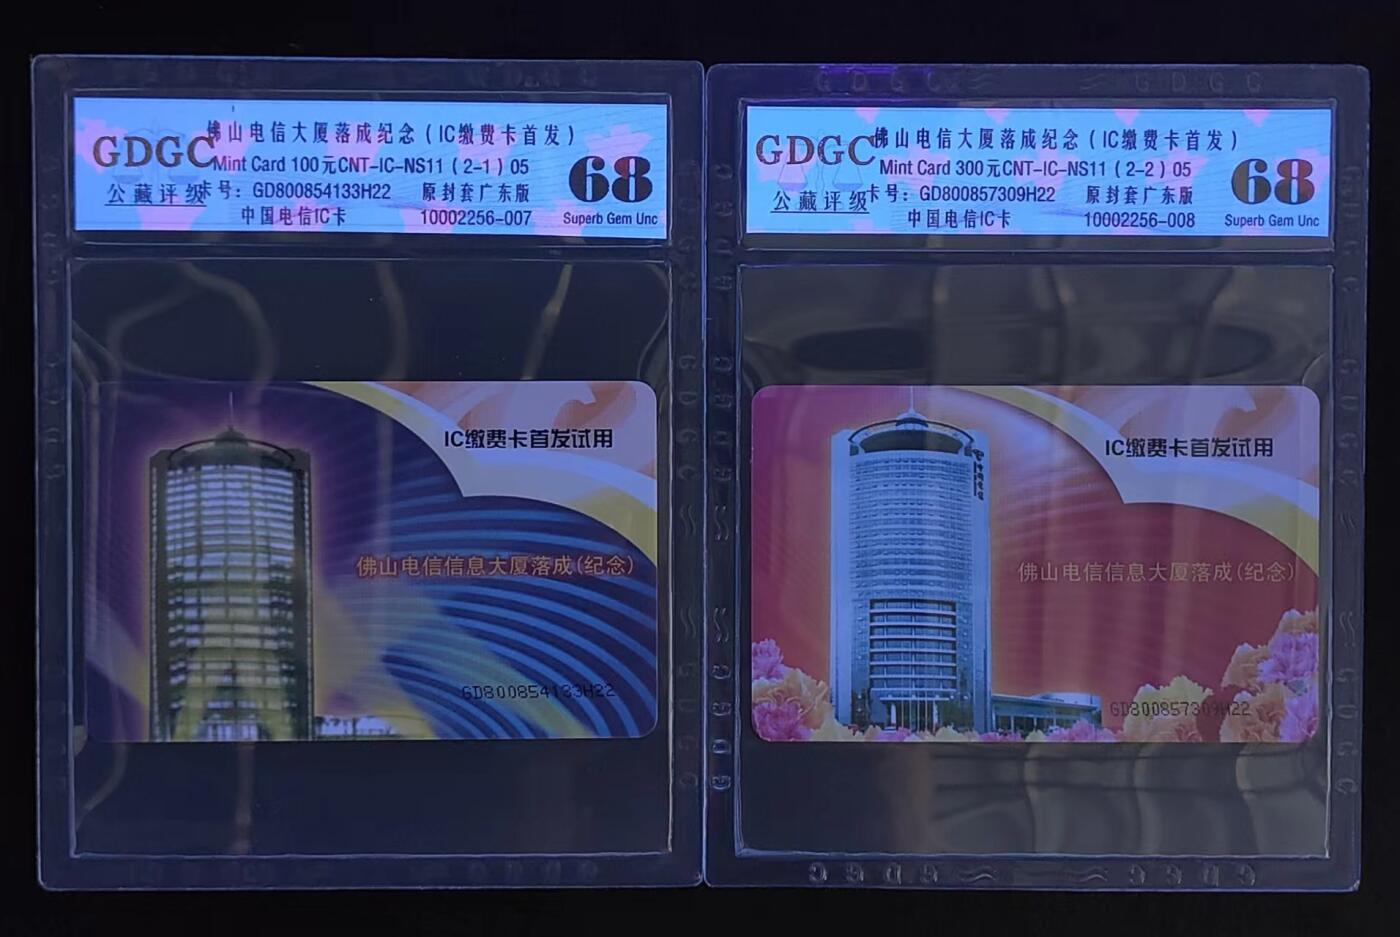 GDGC
公藏评级
佛山电信大厦落成纪念（IC缴费卡首发）
Mint Card 100元CNT-IC-NS11（2-1）05
卡号：GD800854133H22 原封套广东版
中国电信IC卡 10002256-007
68
Superb Gem Unc
IC缴费卡首发试用
佛山电信信息大厦落成(纪念)
GD800854133H22
GDGC
公藏评级
佛山电信大厦落成纪念（IC缴费卡首发）
Mint Card 300元CNT-IC-NS11（2-2）05
卡号：GD800857309H22 原封套广东版
中国电信IC卡 10002256-008
68
Superb Gem Unc
中国电信
IC缴费卡首发试用
佛山电信信息大厦落成(纪念)
GD800857309H22
GDGC
GDGC
GDGC
GDGC